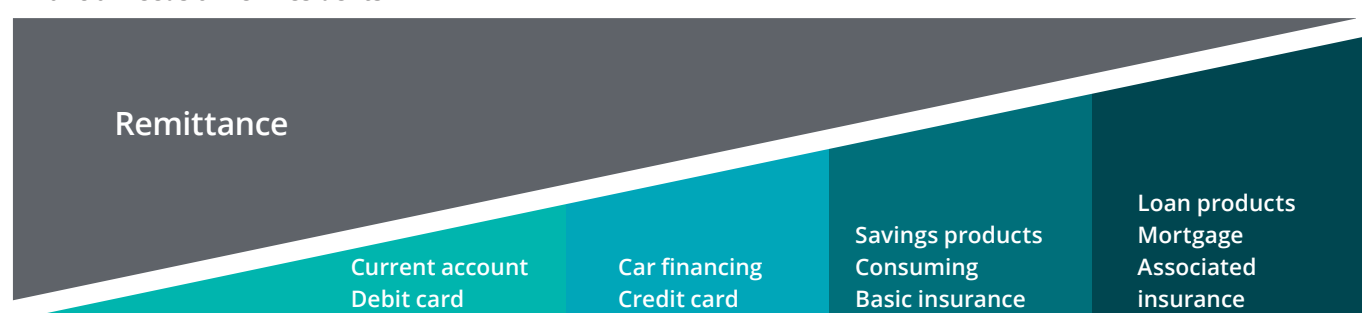 Remittance
Current account
Debit card
Car financing
Credit card
Savings products
Consuming
Basic insurance
Loan products
Mortgage
Associated
insurance